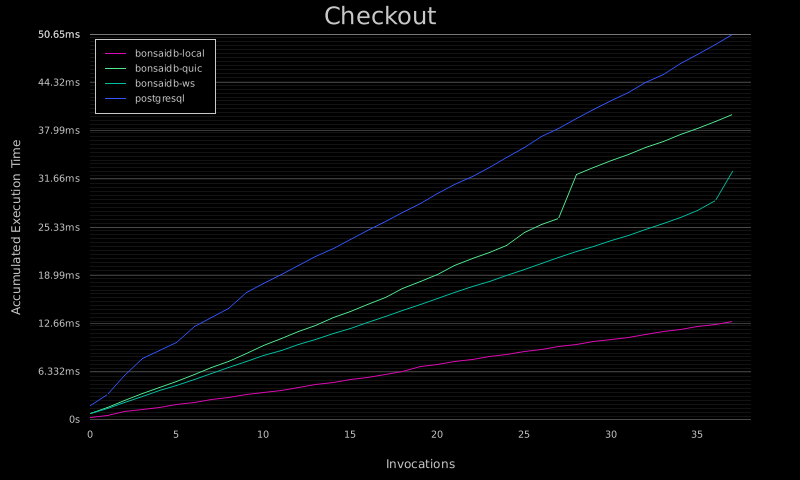 Checkout
50.65ms
44.32ms
37.99ms
31.66ms
25.33ms
18.99ms
12.66ms
6.332ms
0s
bonsaidb-local
bonsaidb-quic
bonsaidb-ws
postgresql
Accumulated Execution Time
0 5 10 15 20 25 30 35
Invocations